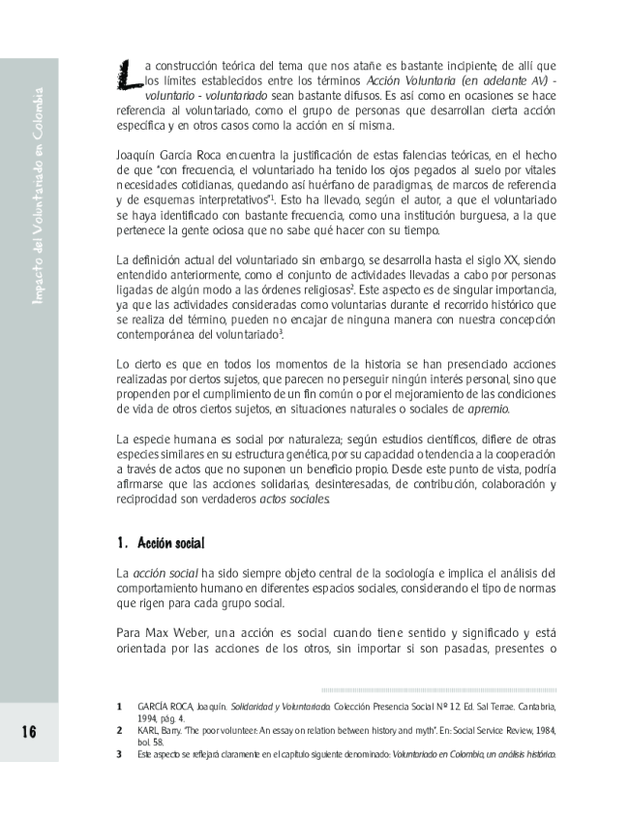 Impacto del Voluntariado en Colombia
La construcción teórica del tema que nos atañe es bastante incipiente; de allí que
los límites establecidos entre los términos Acción Voluntaria (en adelante AV) -
voluntario - voluntariado sean bastante difusos. Es así como en ocasiones se hace
referencia al voluntariado, como el grupo de personas que desarrollan cierta acción
específica y en otros casos como la acción en sí misma.
Joaquín García Roca encuentra la justificación de estas falencias teóricas, en el hecho
de que “con frecuencia, el voluntariado ha tenido los ojos pegados al suelo por vitales
necesidades cotidianas, quedando así huérfano de paradigmas, de marcos de referencia
y de esquemas interpretativos”1. Esto ha llevado, según el autor, a que el voluntariado
se haya identificado con bastante frecuencia, como una institución burguesa, a la que
pertenece la gente ociosa que no sabe qué hacer con su tiempo.
La definición actual del voluntariado sin embargo, se desarrolla hasta el siglo XX, siendo
entendido anteriormente, como el conjunto de actividades llevadas a cabo por personas
ligadas de algún modo a las órdenes religiosas2. Este aspecto es de singular importancia,
ya que las actividades consideradas como voluntarias durante el recorrido histórico que
se realiza del término, pueden no encajar de ninguna manera con nuestra concepción
contemporánea del voluntariado3.
Lo cierto es que en todos los momentos de la historia se han presenciado acciones
realizadas por ciertos sujetos, que parecen no perseguir ningún interés personal, sino que
propenden por el cumplimiento de un fin común o por el mejoramiento de las condiciones
de vida de otros ciertos sujetos, en situaciones naturales o sociales de apremio.
La especie humana es social por naturaleza; según estudios científicos, difiere de otras
especies similares en su estructura genética, por su capacidad o tendencia a la cooperación
a través de actos que no suponen un beneficio propio. Desde este punto de vista, podría
afirmarse que las acciones solidarias, desinteresadas, de contribución, colaboración y
reciprocidad son verdaderos actos sociales.
1. Acción social
La acción social ha sido siempre objeto central de la sociología e implica el análisis del
comportamiento humano en diferentes espacios sociales, considerando el tipo de normas
que rigen para cada grupo social.
Para Max Weber, una acción es social cuando tiene sentido y significado y está
orientada por las acciones de los otros, sin importar si son pasadas, presentes o
1 GARCÍA ROCA, Joaquín. Solidaridad y Voluntariado. Colección Presencia Social Nº 12. Ed. Sal Terrae. Cantabria,
1994, pág. 4.
2 KARL, Barry. “The poor volunteer: An essay on relation between history and myth”. En: Social Service Review, 1984,
bol. 58.
3 Este aspecto se reflejará claramente en el capítulo siguiente denominado: Voluntariado en Colombia, un análisis histórico.
16